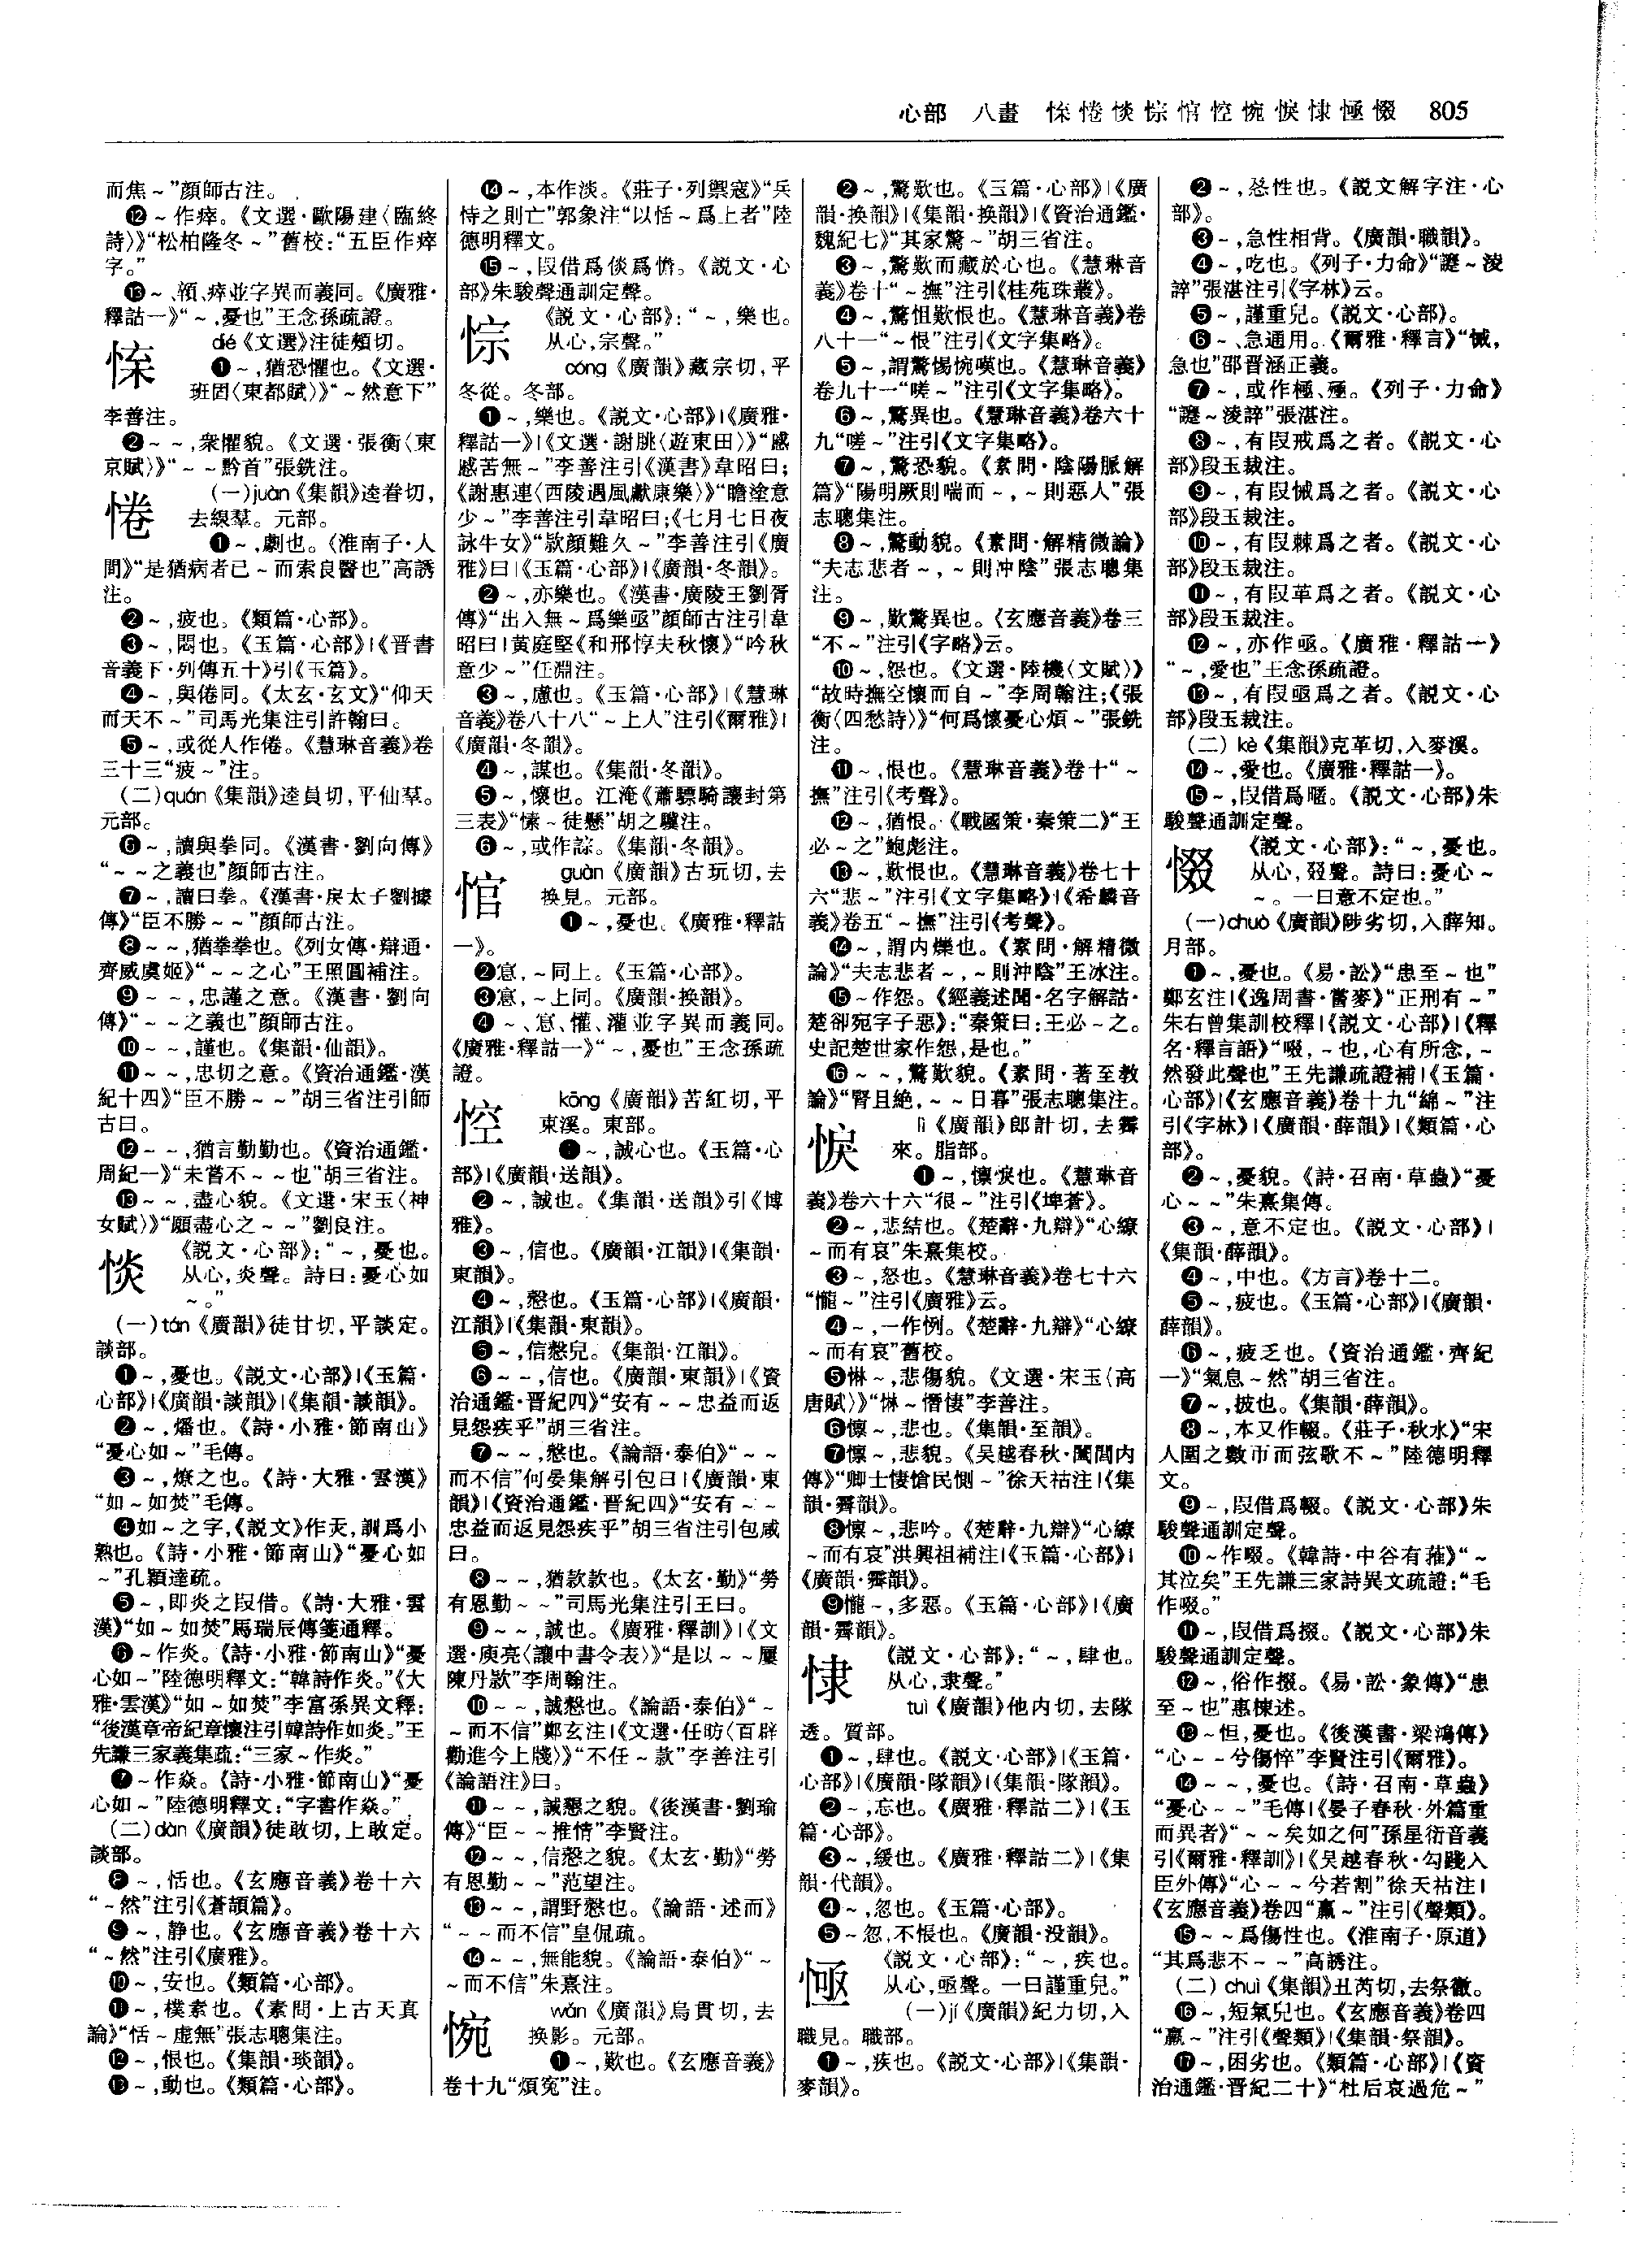 心部　八畫　㥈惓惔悰悹悾惋悷㥆㥛惙　805
而焦～”顔師古注。
⑫～作瘁。《文選·歐陽建〈臨終
詩〉》“松柏隆冬～”舊校：“五臣作瘁
字。”
⑬～、顇、瘁並字異而義同。《廣雅·
釋詁一》“～,憂也”王念孫疏證。
㥈　dié《文選》注徒頰切。
❶～,猶恐懼也。《文選·
班固〈東都賦〉》“～然意下”
李善注。
❷～～,衆懼貌。《文選·張衡〈東
京賦〉》“～～黔首”張銑注。
惓　(一)juàn《集韻》逵眷切,
去線羣。元部。
❶～,劇也。《淮南子·人
間》“是猶病者已～而索良醫也”高誘
注。
❷～,疲也。《類篇·心部》。
❸～,悶也。《玉篇·心部》|《晉書
音義下·列傳五十》引《玉篇》。
❹～,與倦同。《太玄·玄文》“仰天
而天不～”司馬光集注引許翰曰。
❺～,或從人作倦。《慧琳音義》卷
三十三“疲～”注。
(二)quán《集韻》逵員切,平仙羣。
元部。
❻～,讀與拳同。《漢書·劉向傳》
“～～之義也”顔師古注。
❼～,讀曰拳。《漢書·戾太子劉據
傳》“臣不勝～～”顔師古注。
❽～～,猶拳拳也。《列女傳·辯通·
齊威虞姬》“～～之心”王照圓補注。
❾～～,忠謹之意。《漢書·劉向
傳》“～～之義也”顔師古注。
❿～～,謹也。《集韻·仙韻》。
⓫～～,忠切之意。《資治通鑑·漢
紀十四》“臣不勝～～”胡三省注引師
古曰。
⓬～～,猶言勤勤也。《資治通鑑·
周紀一》“未嘗不～～也”胡三省注。
⓭～～,盡心貌。《文選·宋玉〈神
女賦〉》“願盡心之～～”劉良注。
惔　《説文·心部》：“～,憂也。
从心,炎聲。詩曰：憂心如
～。”
(一)tán《廣韻》徒甘切,平談定。
談部。
❶～,憂也。《説文·心部》|《玉篇·
心部》|《廣韻·談韻》|《集韻·談韻》。
❷～,燔也。《詩·小雅·節南山》
“憂心如～”毛傳。
❸～,燎之也。《詩·大雅·雲漢》
“如～如焚”毛傳。
❹如～之字,《説文》作灻,訓爲小
熱也。《詩·小雅·節南山》“憂心如
～”孔穎達疏。
❺～,即炎之叚借。《詩·大雅·雲
漢》“如～如焚”馬瑞辰傳箋通釋。
❻～作炎。《詩·小雅·節南山》“憂
心如～”陸德明釋文：“韓詩作炎。”《大
雅·雲漢》“如～如焚”李富孫異文釋：
“後漢章帝紀章懷注引韓詩作如炎。”王
先謙三家義集疏：“三家～作炎。”
❼～作焱。《詩·小雅·節南山》“憂
心如～”陸德明釋文：“字書作焱。”
(二)dàn《廣韻》徒敢切,上敢定。
談部。
❽～,恬也。《玄應音義》卷十六
“～然”注引《蒼頡篇》。
❾～,静也。《玄應音義》卷十六
“～然”注引《廣雅》。
❿～,安也。《類篇·心部》。
⓫～,樸素也。《素問·上古天真
論》“恬～虚無”張志聰集注。
⓬～,恨也。《集韻·琰韻》。
⓭～,動也。《類篇·心部》。
⓮～,本作淡。《莊子·列禦寇》“兵
恃之則亡”郭象注“以恬～爲上者”陸
德明釋文。
⓯～,叚借爲倓爲憺。《説文·心
部》朱駿聲通訓定聲。
悰　《説文·心部》：“～,樂也。
从心,宗聲。”
cóng《廣韻》藏宗切,平
冬從。冬部。
❶～,樂也。《説文·心部》|《廣雅·
釋詁一》|《文選·謝朓〈遊東田〉》“慼
慼苦無～”李善注引《漢書》韋昭曰;
《謝惠連〈西陵遇風獻康樂〉》“瞻塗意
少～”李善注引韋昭曰;《七月七日夜
詠牛女》“款顔難久～”李善注引《廣
雅》曰|《玉篇·心部》|《廣韻·冬韻》。
❷～,亦樂也。《漢書·廣陵王劉胥
傳》“出入無～爲樂亟”顔師古注引韋
昭曰|黄庭堅《和邢惇夫秋懷》“吟秋
意少～”任淵注。
❸～,慮也。《玉篇·心部》|《慧琳
音義》卷八十八“～上人”注引《爾雅》|
《廣韻·冬韻》。
❹～,謀也。《集韻·冬韻》。
❺～,懷也。江淹《蕭驃騎讓封第
三表》“愫～徒懸”胡之驥注。
❻～,或作誴。《集韻·冬韻》。
悹　guàn《廣韻》古玩切,去
换見。元部。
❶～,憂也。《廣雅·釋詁
一》。
❷悹,～同上。《玉篇·心部》。
❸悹,～上同。《廣韻·换韻》。
❹～、悹、懽、灌並字異而義同。
《廣雅·釋詁一》“～,憂也”王念孫疏
證。
悾　kōng《廣韻》苦紅切,平
東溪。東部。
❶～,誠心也。《玉篇·心
部》|《廣韻·送韻》。
❷～,誠也。《集韻·送韻》引《博
雅》。
❸～,信也。《廣韻·江韻》|《集韻·
東韻》。
❹～,慤也。《玉篇·心部》|《廣韻·
江韻》|《集韻·東韻》。
❺～,信慤皃。《集韻·江韻》。
❻～～,信也。《廣韻·東韻》|《資
治通鑑·晋紀四》“安有～～忠益而返
見怨疾乎”胡三省注。
❼～～,慤也。《論語·泰伯》“～～
而不信”何晏集解引包曰|《廣韻·東
韻》|《資治通鑑·晋紀四》“安有～～
忠益而返見怨疾乎”胡三省注引包咸
曰。
❽～～,猶款款也。《太玄·勤》“勞
有恩勤～～”司馬光集注引王曰。
❾～～,誠也。《廣雅·釋訓》|《文
選·庾亮〈讓中書令表〉》“是以～～屢
陳丹款”李周翰注。
❿～～,誠慤也。《論語·泰伯》“～
～而不信”鄭玄注|《文選·任昉〈百辟
勸進今上牋〉》“不任～款”李善注引
《論語注》曰。
⓫～～,誠懇之貌。《後漢書·劉瑜
傳》“臣～～推情”李賢注。
⓬～～,信慤之貌。《太玄·勤》“勞
有恩勤～～”范望注。
⓭～～,謂野慤也。《論語·述而》
“～～而不信”皇侃疏。
⓮～～,無能貌。《論語·泰伯》“～
～而不信”朱熹注。
惋　wǎn《廣韻》烏貫切,去
换影。元部。
❶～,歎也。《玄應音義》
卷十九“煩寃”注。
❷～,驚歎也。《玉篇·心部》|《廣
韻·换韻》|《集韻·换韻》|《資治通鑑·
魏紀七》“其家驚～”胡三省注。
❸～,驚歎而藏於心也。《慧琳音
義》卷十“～撫”注引《桂苑珠叢》。
❹～,驚怛歎恨也。《慧琳音義》卷
八十一“～恨”注引《文字集略》。
❺～,謂驚惕惋嘆也。《慧琳音義》
卷九十一“嗟～”注引《文字集略》。
❻～,驚異也。《慧琳音義》卷六十
九“嗟～”注引《文字集略》。
❼～,驚恐貌。《素問·陰陽脈解
篇》“陽明厥則喘而～,～則惡人”張
志聰集注。
❽～,驚動貌。《素問·解精微論》
“夫志悲者～,～則沖陰”張志聰集
注。
❾～,歎驚異也。《玄應音義》卷三
“不～”注引《字略》云。
❿～,怨也。《文選·陸機〈文賦〉》
“故時撫空懷而自～”李周翰注;《張
衡〈四愁詩〉》“何爲懷憂心煩～”張銑
注。
⓫～,恨也。《慧琳音義》卷十“～
撫”注引《考聲》。
⓬～,猶恨。《戰國策·秦策二》“王
必～之”鮑彪注。
⓭～,歎恨也。《慧琳音義》卷七十
六“悲～”注引《文字集略》|《希麟音
義》卷五“～撫”注引《考聲》。
⓮～,謂内爍也。《素問·解精微
論》“夫志悲者～,～則沖陰”王冰注。
⓯～作怨。《經義述聞·名字解詁·
楚郤宛字子惡》：“秦策曰：王必～之。
史記楚世家作怨,是也。”
⓰～～,驚歎貌。《素問·著至教
論》“腎且絶,～～日暮”張志聰集注。
悷　lì《廣韻》郎計切,去霽
來。脂部。
❶～,懷悷也。《慧琳音
義》卷六十六“很～”注引《埤蒼》。
❷～,悲結也。《楚辭·九辯》“心繚
～而有哀”朱熹集校。
❸～,怒也。《慧琳音義》卷七十六
“㦨～”注引《廣雅》云。
❹～,一作例。《楚辭·九辯》“心繚
～而有哀”舊校。
❺惏～,悲傷貌。《文選·宋玉〈高
唐賦〉》“惏～憯悽”李善注。
❻懍～,悲也。《集韻·至韻》。
❼懍～,悲貌。《吴越春秋·闔閭内
傳》“卿士悽愴民惻～”徐天祜注|《集
韻·霽韻》。
❽懍～,悲吟。《楚辭·九辯》“心繚
～而有哀”洪興祖補注|《玉篇·心部》|
《廣韻·霽韻》。
❾㦨～,多惡。《玉篇·心部》|《廣
韻·霽韻》。
㥆　《説文·心部》：“～,肆也。
从心,隶聲。”
tuì《廣韻》他内切,去隊
透。質部。
❶～,肆也。《説文·心部》|《玉篇·
心部》|《廣韻·隊韻》|《集韻·隊韻》。
❷～,忘也。《廣雅·釋詁二》|《玉
篇·心部》。
❸～,緩也。《廣雅·釋詁二》|《集
韻·代韻》。
❹～,忽也。《玉篇·心部》。
❺～忽,不悵也。《廣韻·没韻》。
㥛　《説文·心部》：“～,疾也。
从心,亟聲。一曰謹重皃。”
(一)jí《廣韻》紀力切,入
職見。職部。
❶～,疾也。《説文·心部》|《集韻·
麥韻》。
❷～,忩性也。《説文解字注·心
部》。
❸～,急性相背。《廣韻·職韻》。
❹～,吃也。《列子·力命》“䜐～淩
誶”張湛注引《字林》云。
❺～,謹重皃。《説文·心部》。
❻～、急通用。《爾雅·釋言》“悈,
急也”邵晋涵正義。
❼～,或作極、殛。《列子·力命》
“䜐～淩誶”張湛注。
❽～,有叚戒爲之者。《説文·心
部》段玉裁注。
❾～,有叚悈爲之者。《説文·心
部》段玉裁注。
❿～,有叚棘爲之者。《説文·心
部》段玉裁注。
⓫～,有叚革爲之者。《説文·心
部》段玉裁注。
⓬～,亦作亟。《廣雅·釋詁一》
“～,愛也”王念孫疏證。
⓭～,有叚亟爲之者。《説文·心
部》段玉裁注。
(二) kè《集韻》克革切,入麥溪。
⓮～,愛也。《廣雅·釋詁一》。
⓯～,叚借爲㥦。《説文·心部》朱
駿聲通訓定聲。
惙　《説文·心部》：“～,憂也。
从心,叕聲。詩曰：憂心～
～。一曰意不定也。”
(一)chuò《廣韻》陟劣切,入薛知。
月部。
❶～,憂也。《易·訟》“患至～也”
鄭玄注|《逸周書·嘗麥》“正刑有～”
朱右曾集訓校釋|《説文·心部》|《釋
名·釋言語》“啜,～也,心有所念,～
然發此聲也”王先謙疏證補|《玉篇·
心部》|《玄應音義》卷十九“綿～”注
引《字林》|《廣韻·薛韻》|《類篇·心
部》。
❷～,憂貌。《詩·召南·草蟲》“憂
心～～”朱熹集傳。
❸～,意不定也。《説文·心部》|
《集韻·薛韻》。
❹～,中也。《方言》卷十二。
❺～,疲也。《玉篇·心部》|《廣韻·
薛韻》。
❻～,疲乏也。《資治通鑑·齊紀
一》“氣息～然”胡三省注。
❼～,披也。《集韻·薛韻》。
❽～,本又作輟。《莊子·秋水》“宋
人圍之數帀而弦歌不～”陸德明釋
文。
❾～,叚借爲輟。《説文·心部》朱
駿聲通訓定聲。
❿～作啜。《韓詩·中谷有蓷》“～
其泣矣”王先謙三家詩異文疏證：“毛
作啜。”
⓫～,叚借爲掇。《説文·心部》朱
駿聲通訓定聲。
⓬～,俗作掇。《易·訟·象傳》“患
至～也”惠棟述。
⓭～怛,憂也。《後漢書·梁鴻傳》
“心～～兮傷悴”李賢注引《爾雅》。
⓮～～,憂也。《詩·召南·草蟲》
“憂心～～”毛傳|《晏子春秋·外篇重
而異者》“～～矣如之何”孫星衍音義
引《爾雅·釋訓》|《吴越春秋·勾踐入
臣外傳》“心～～兮若割”徐天祜注|
《玄應音義》卷四“羸～”注引《聲類》。
⓯～～爲傷性也。《淮南子·原道》
“其爲悲不～～”高誘注。
(二) chuì《集韻》丑芮切,去祭徹。
⓰～,短氣皃也。《玄應音義》卷四
“羸～”注引《聲類》|《集韻·祭韻》。
⓱～,困劣也。《類篇·心部》|《資
治通鑑·晋紀二十》“杜后哀過危～”